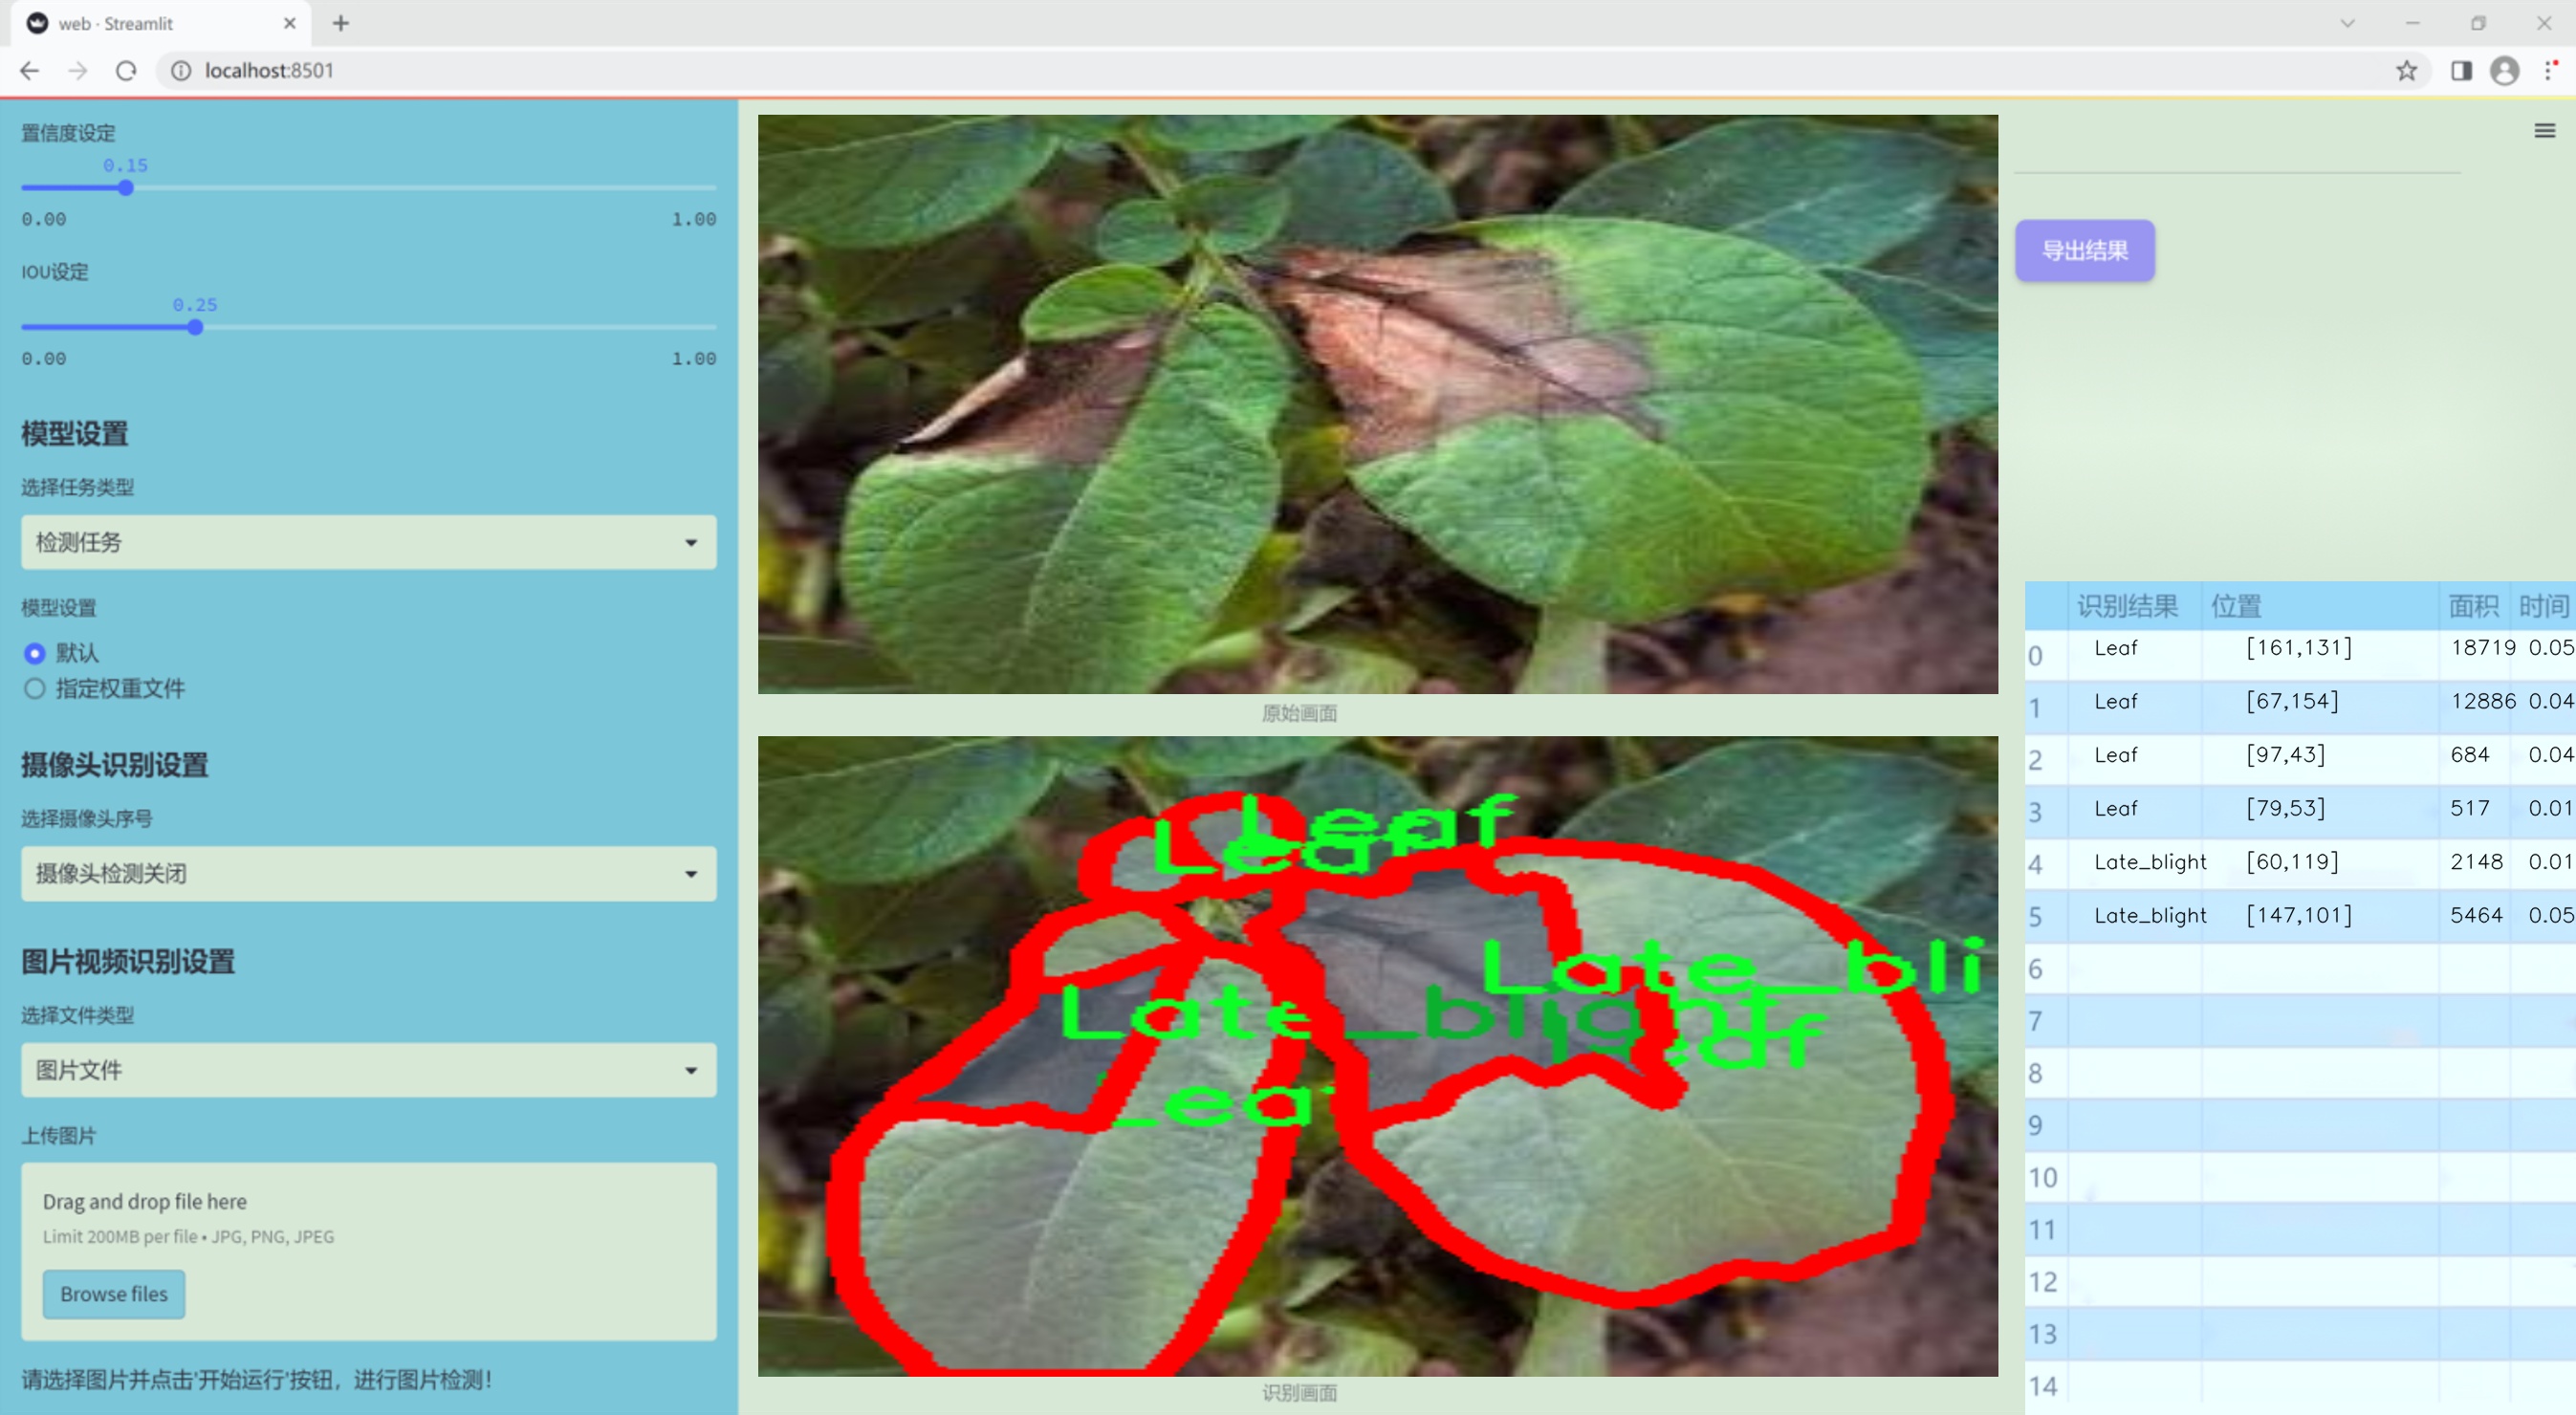 web · Streamlit
localhost:8501
置信度设定
0.15
0.00 1.00
IOU设定
0.25
0.00 1.00
模型设置
选择任务类型
检测任务
模型设置
默认
指定权重文件
摄像头识别设置
选择摄像头序号
摄像头检测关闭
图片视频识别设置
选择文件类型
图片文件
上传图片
Drag and drop file here
Limit 200MB per file • JPG, PNG, JPEG
Browse files
请选择图片并点击'开始运行'按钮，进行图片检测！
原始画面
Leaf
Leaf
Late_bli
Late_blight
识别画面
导出结果
识别结果 位置 面积 时间
0 Leaf [161,131] 18719 0.05
1 Leaf [67,154] 12886 0.04
2 Leaf [97,43] 684 0.04
3 Leaf [79,53] 517 0.01
4 Late_blight [60,119] 2148 0.01
5 Late_blight [147,101] 5464 0.05
6
7
8
9
10
11
12
13
14